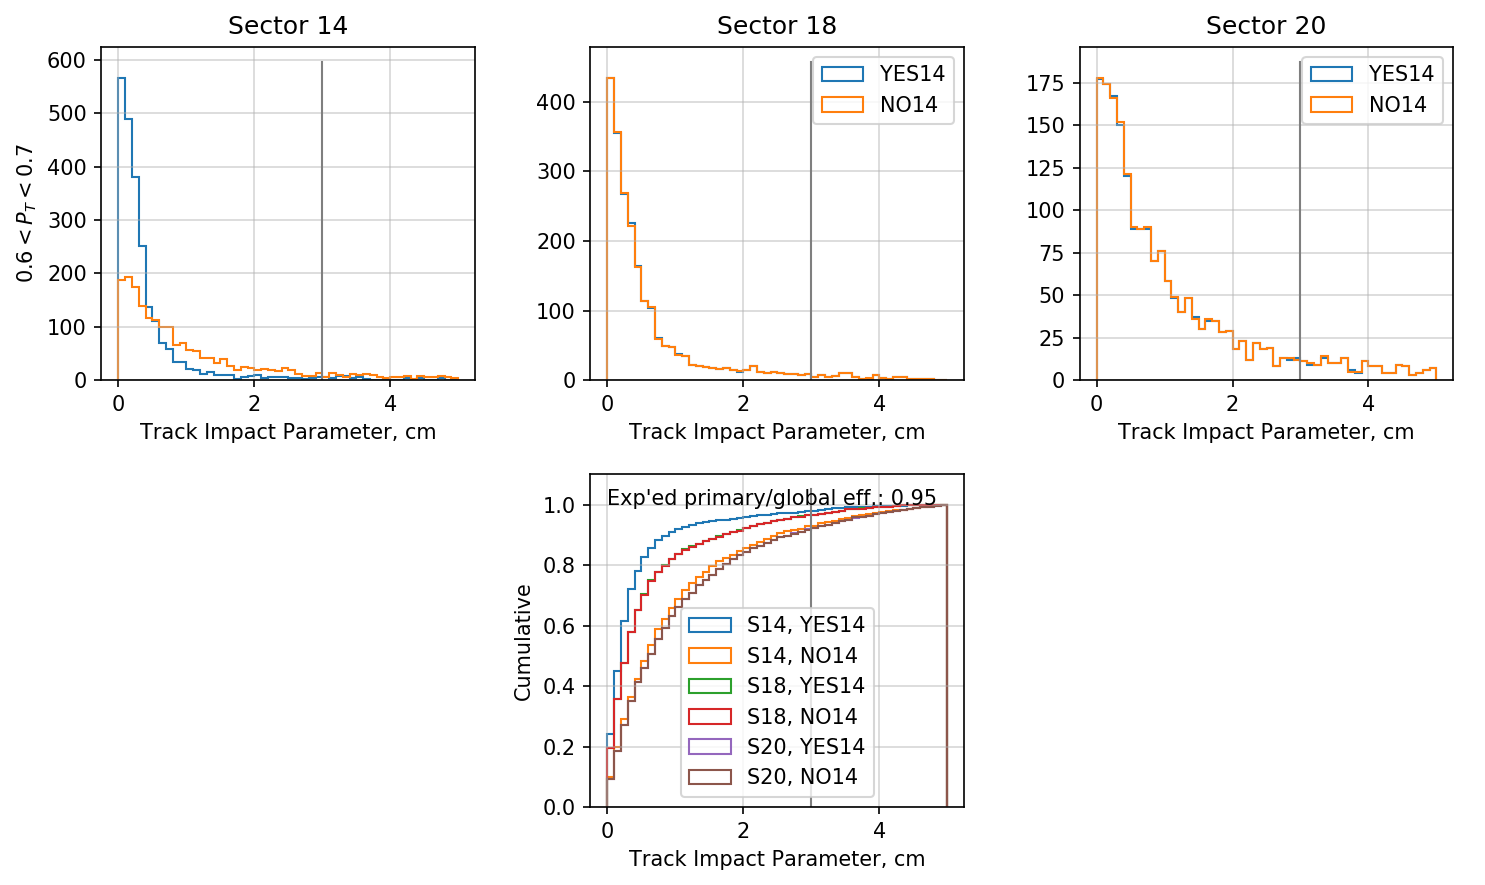 Sector 14
Sector 18
Sector 20
0.6 < P_T < 0.7
600
500
400
300
200
100
0
0 2 4
Track Impact Parameter, cm
YES14
NO14
400
300
200
100
0
0 2 4
Track Impact Parameter, cm
YES14
NO14
175
150
125
100
75
50
25
0
0 2 4
Track Impact Parameter, cm
Exp'ed primary/global eff.: 0.95
Cumulative
1.0
0.8
0.6
0.4
0.2
0.0
S14, YES14
S14, NO14
S18, YES14
S18, NO14
S20, YES14
S20, NO14
0 2 4
Track Impact Parameter, cm